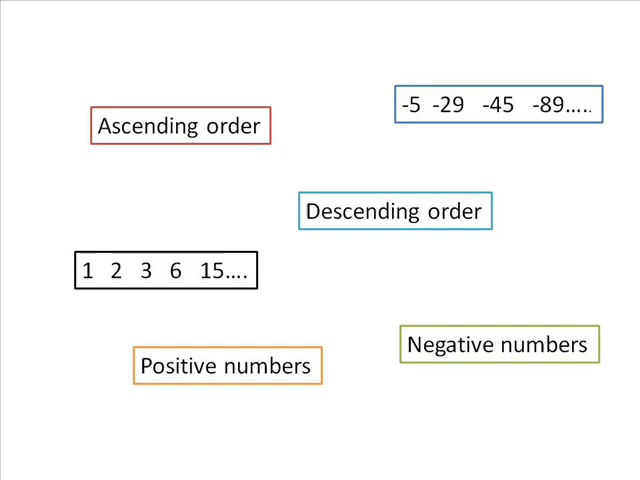 -5 -29 -45 -89.....
Ascending order
Descending order
1 2 3 6 15....
Negative numbers
Positive numbers